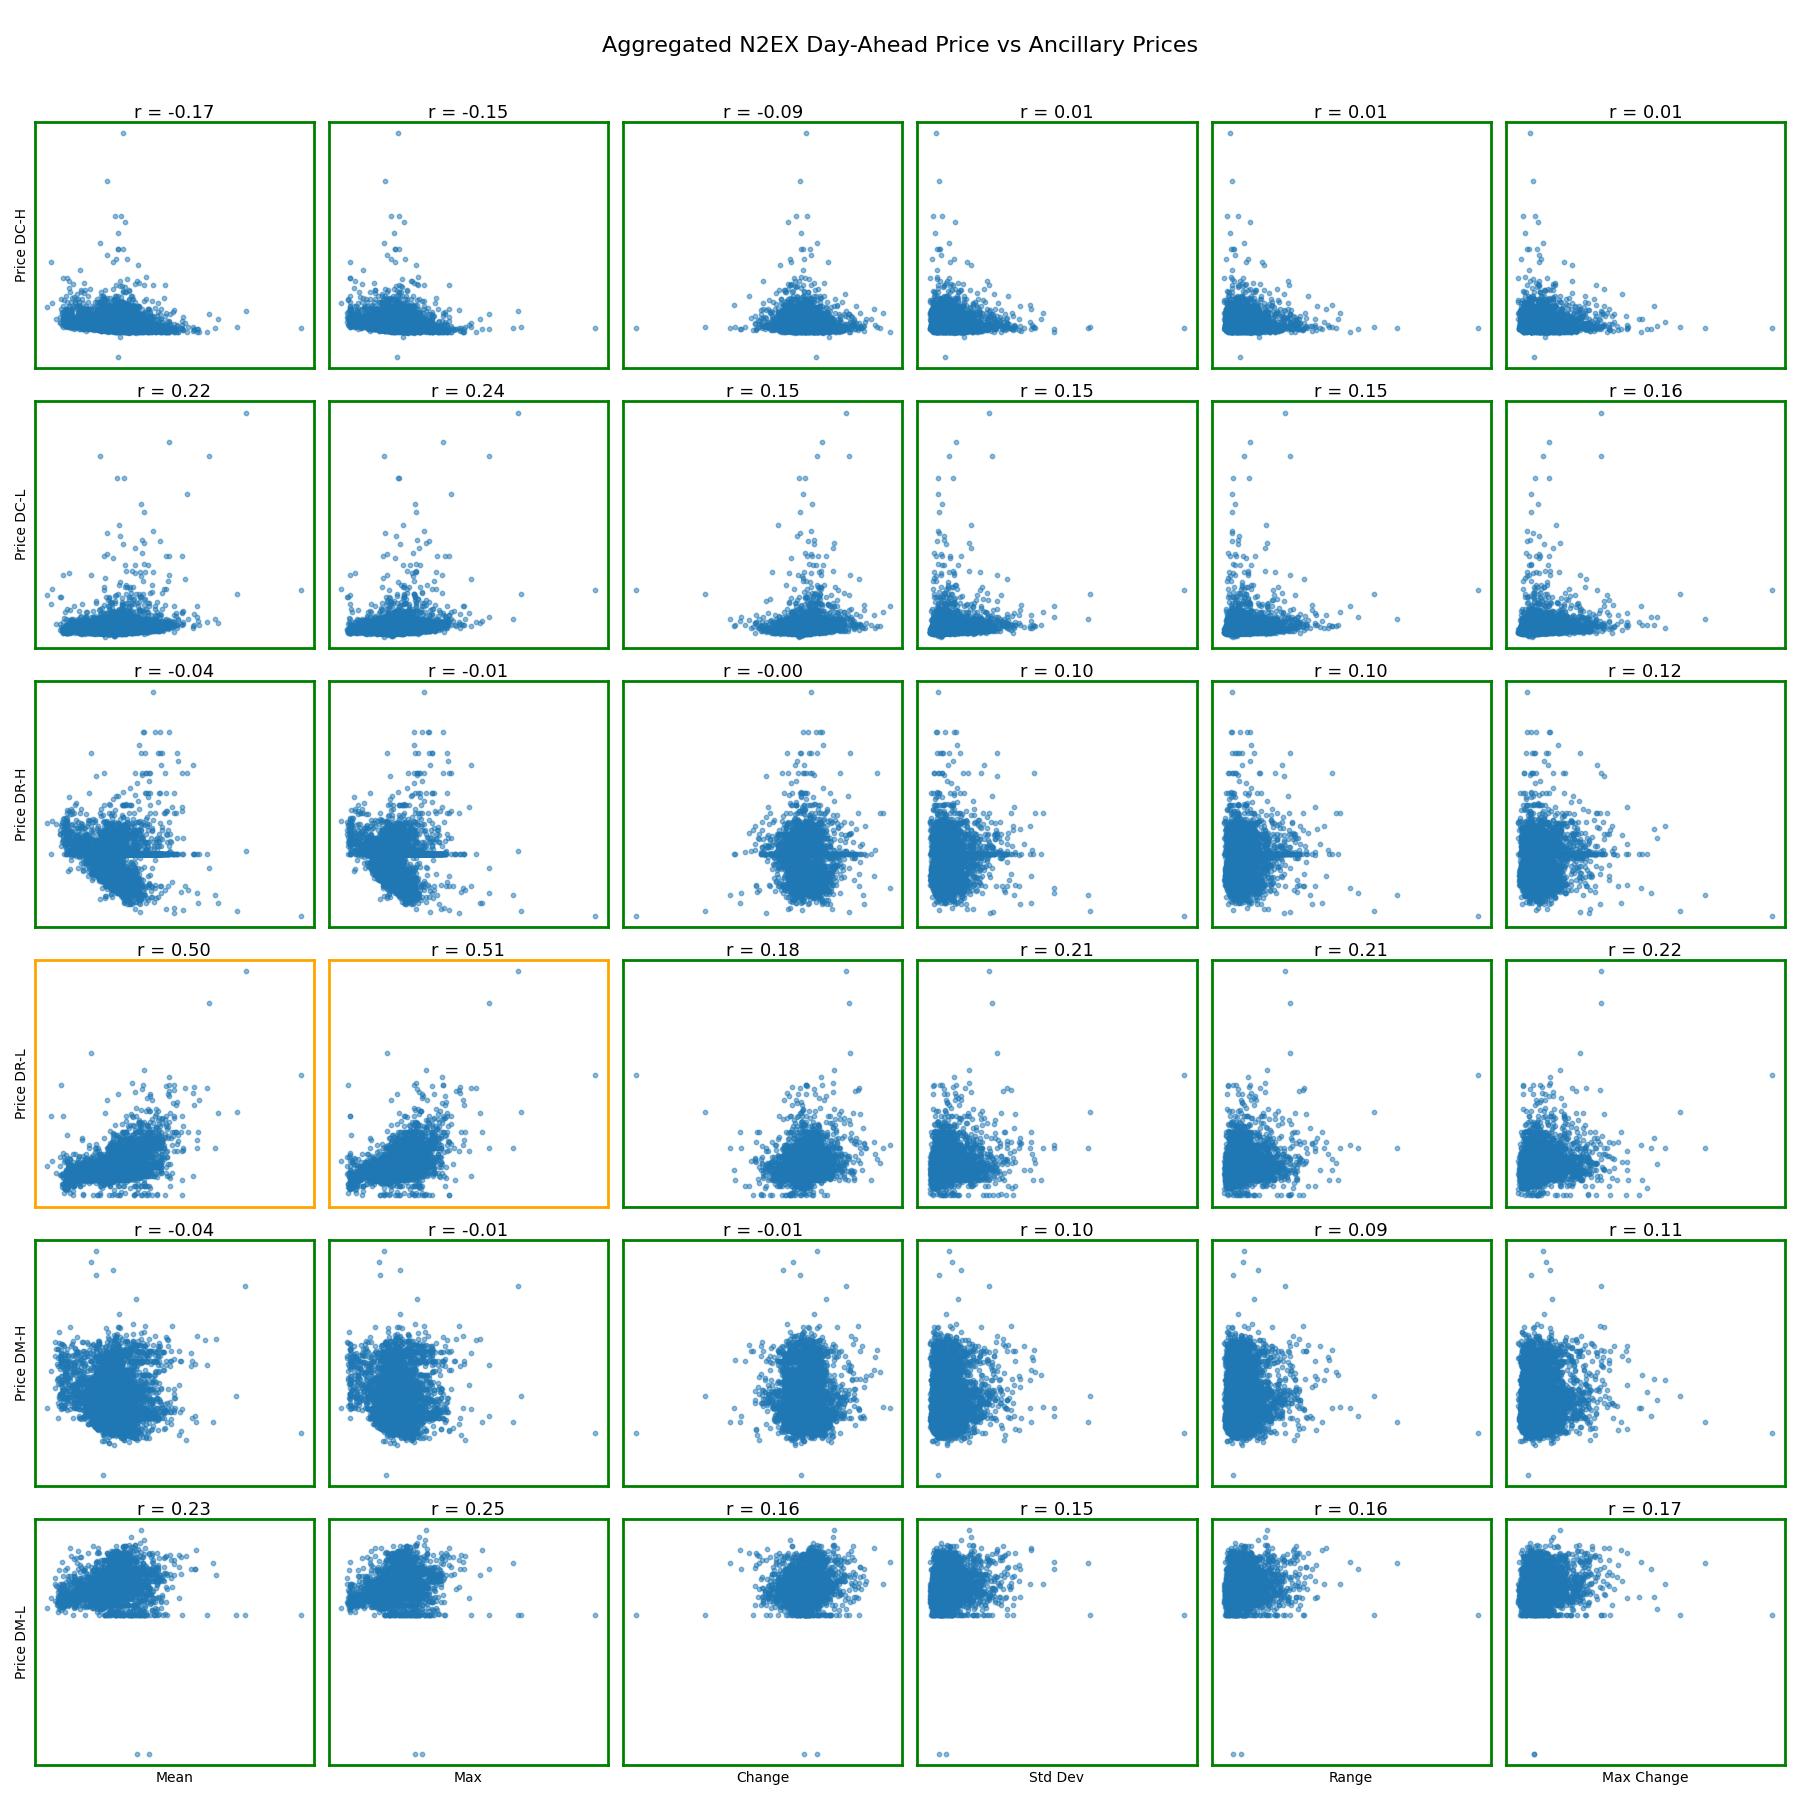 Aggregated N2EX Day-Ahead Price vs Ancillary Prices
r = -0.17
r = -0.15
r = -0.09
r = 0.01
r = 0.01
r = 0.01
Price DC-H
r = 0.22
r = 0.24
r = 0.15
r = 0.15
r = 0.15
r = 0.16
Price DC-L
r = -0.04
r = -0.01
r = -0.00
r = 0.10
r = 0.10
r = 0.12
Price DR-H
r = 0.50
r = 0.51
r = 0.18
r = 0.21
r = 0.21
r = 0.22
Price DR-L
r = -0.04
r = -0.01
r = -0.01
r = 0.10
r = 0.09
r = 0.11
Price DM-H
r = 0.23
r = 0.25
r = 0.16
r = 0.15
r = 0.16
r = 0.17
Price DM-L
Mean
Max
Change
Std Dev
Range
Max Change